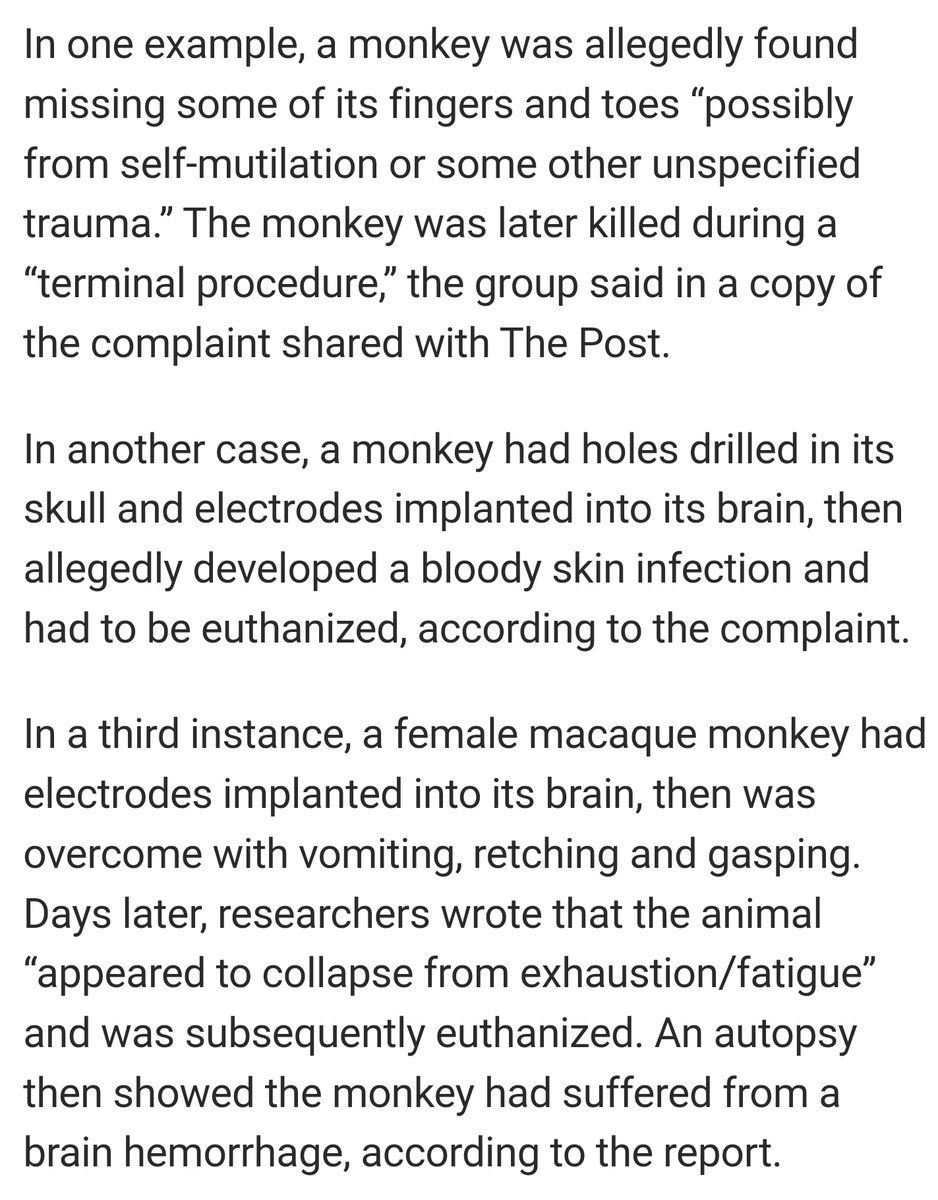 In one example, a monkey was allegedly found
missing some of its fingers and toes “possibly
from self-mutilation or some other unspecified
trauma.” The monkey was later killed during a
“terminal procedure,” the group said in a copy of
the complaint shared with The Post.
In another case, a monkey had holes drilled in its
skull and electrodes implanted into its brain, then
allegedly developed a bloody skin infection and
had to be euthanized, according to the complaint.
In a third instance, a female macaque monkey had
electrodes implanted into its brain, then was
overcome with vomiting, retching and gasping.
Days later, researchers wrote that the animal
“appeared to collapse from exhaustion/fatigue”
and was subsequently euthanized. An autopsy
then showed the monkey had suffered from a
brain hemorrhage, according to the report.